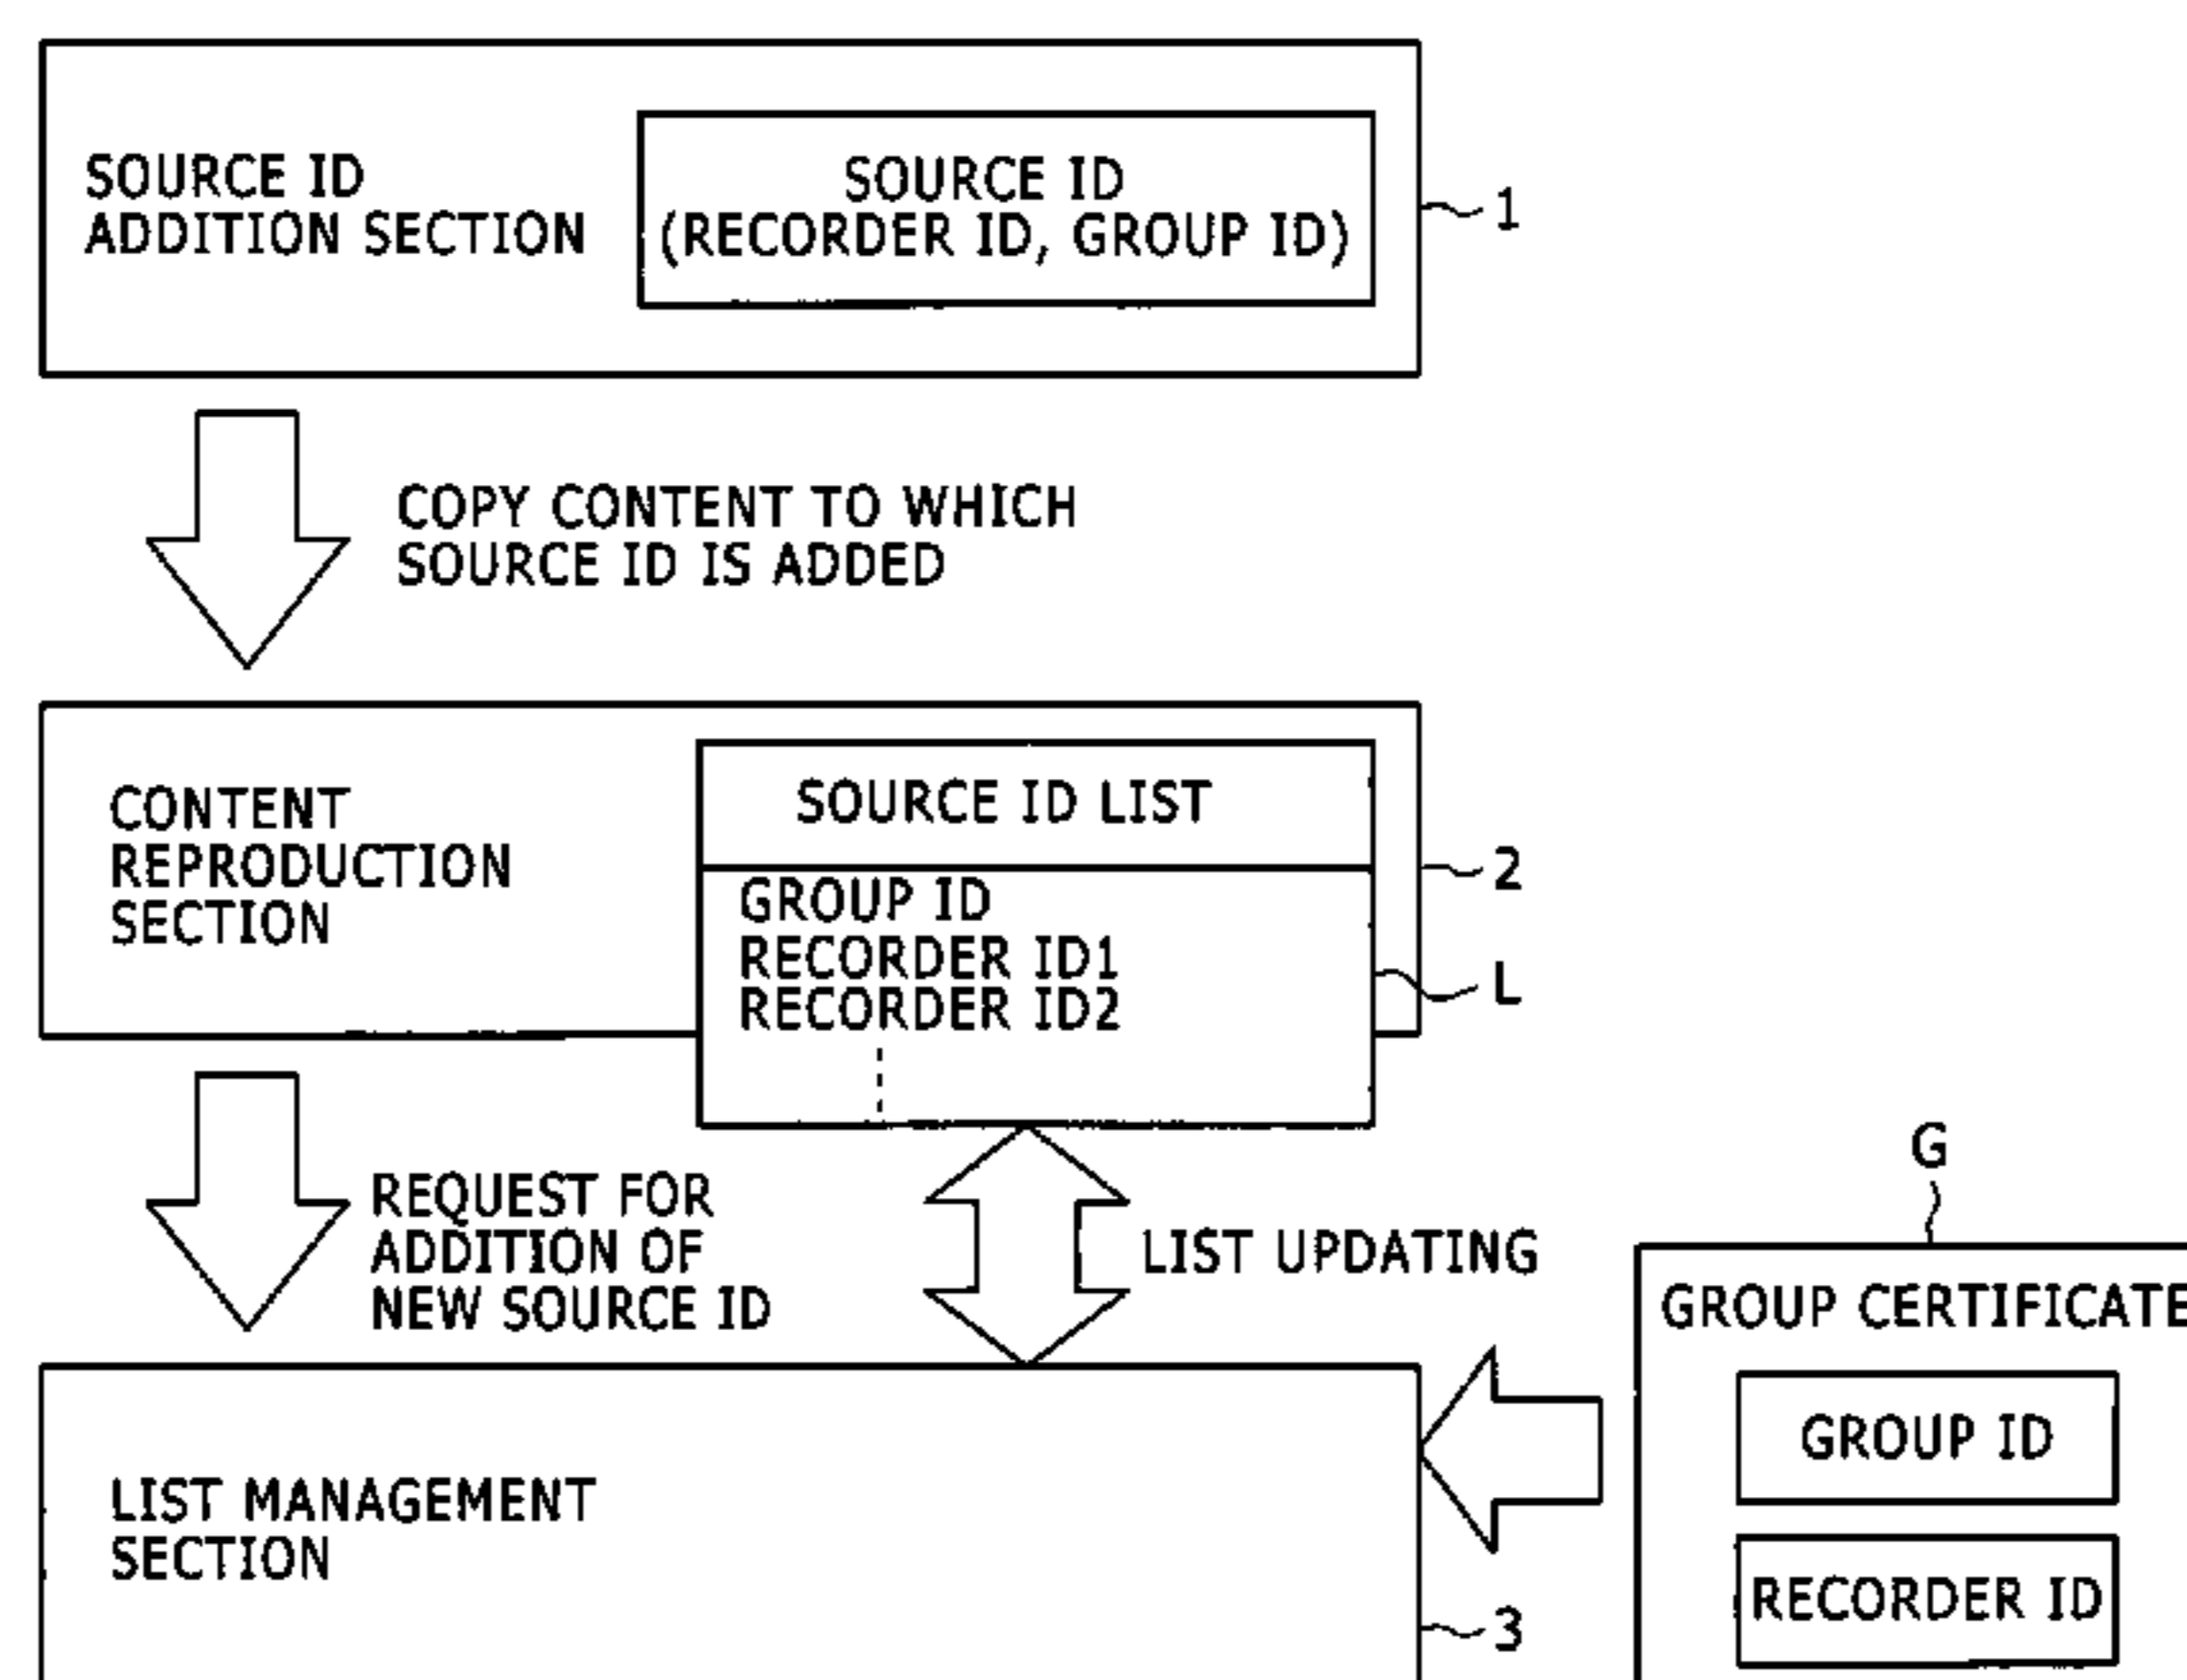 SOURCE ID
ADDITION SECTION
SOURCE ID
(RECORDER ID, GROUP ID)
1
COPY CONTENT TO WHICH
SOURCE ID IS ADDED
CONTENT
REPRODUCTION
SECTION
SOURCE ID LIST
GROUP ID
RECORDER ID1
RECORDER ID2
2
L
REQUEST FOR
ADDITION OF
NEW SOURCE ID
LIST UPDATING
G
GROUP CERTIFICATE
GROUP ID
RECORDER ID
LIST MANAGEMENT
SECTION
3